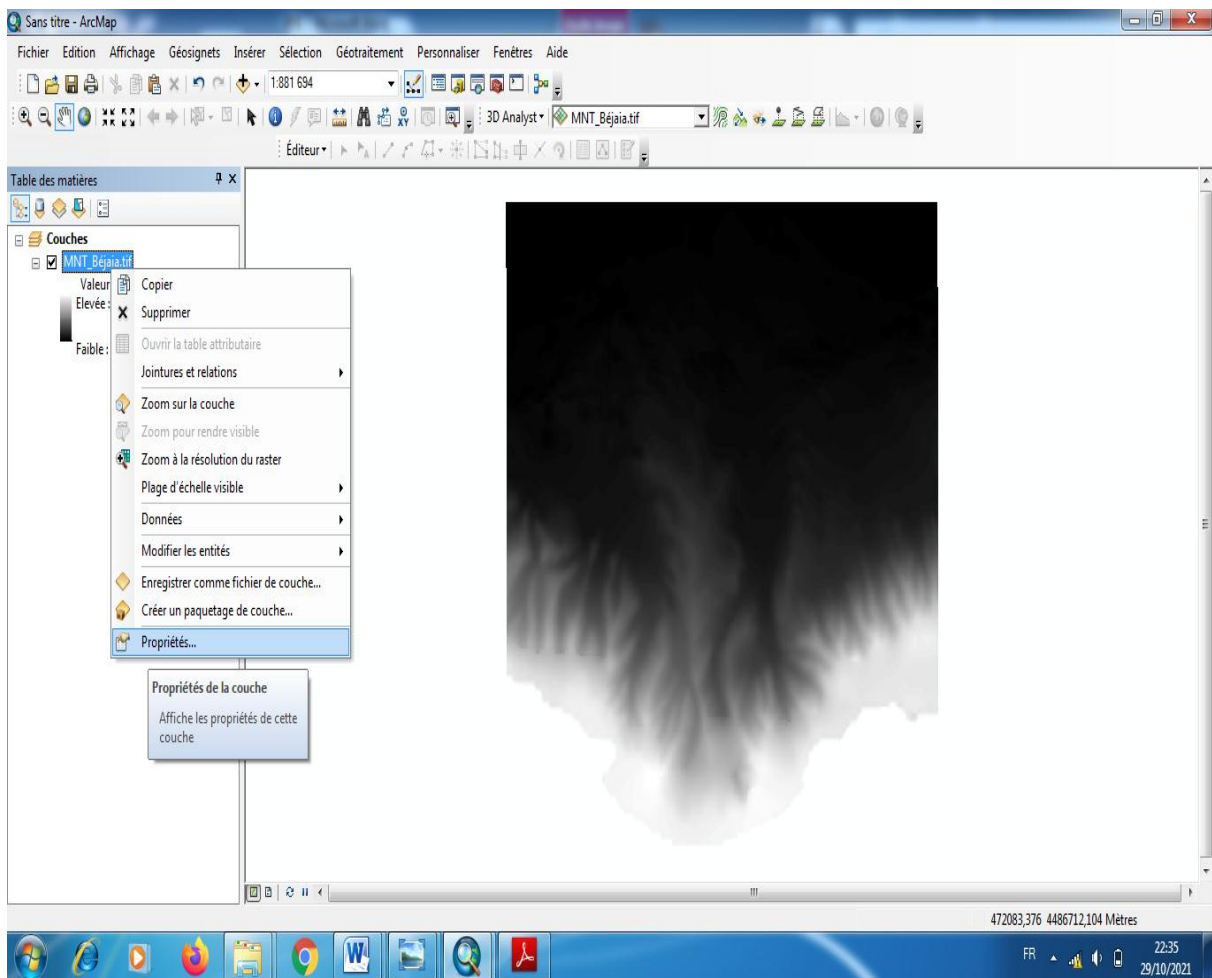 Sans titre - ArcMap
Fichier Edition Affichage Géosignets Insérer Sélection Géotraitement Personnaliser Fenêtres Aide
1:881 694
3D Analyst MNT_Béjaia.tif
Éditeur
Table des matières
Couches
MNT_Béjaia.tif
Valeur
Elevée :
Faible :
Copier
Supprimer
Ouvrir la table attributaire
Jointures et relations
Zoom sur la couche
Zoom pour rendre visible
Zoom à la résolution du raster
Plage d'échelle visible
Données
Modifier les entités
Enregistrer comme fichier de couche...
Créer un paquetage de couche...
Propriétés...
Propriétés de la couche
Affiche les propriétés de cette
couche
472083,376 4486712,104 Mètres
FR
22:35
29/10/2021